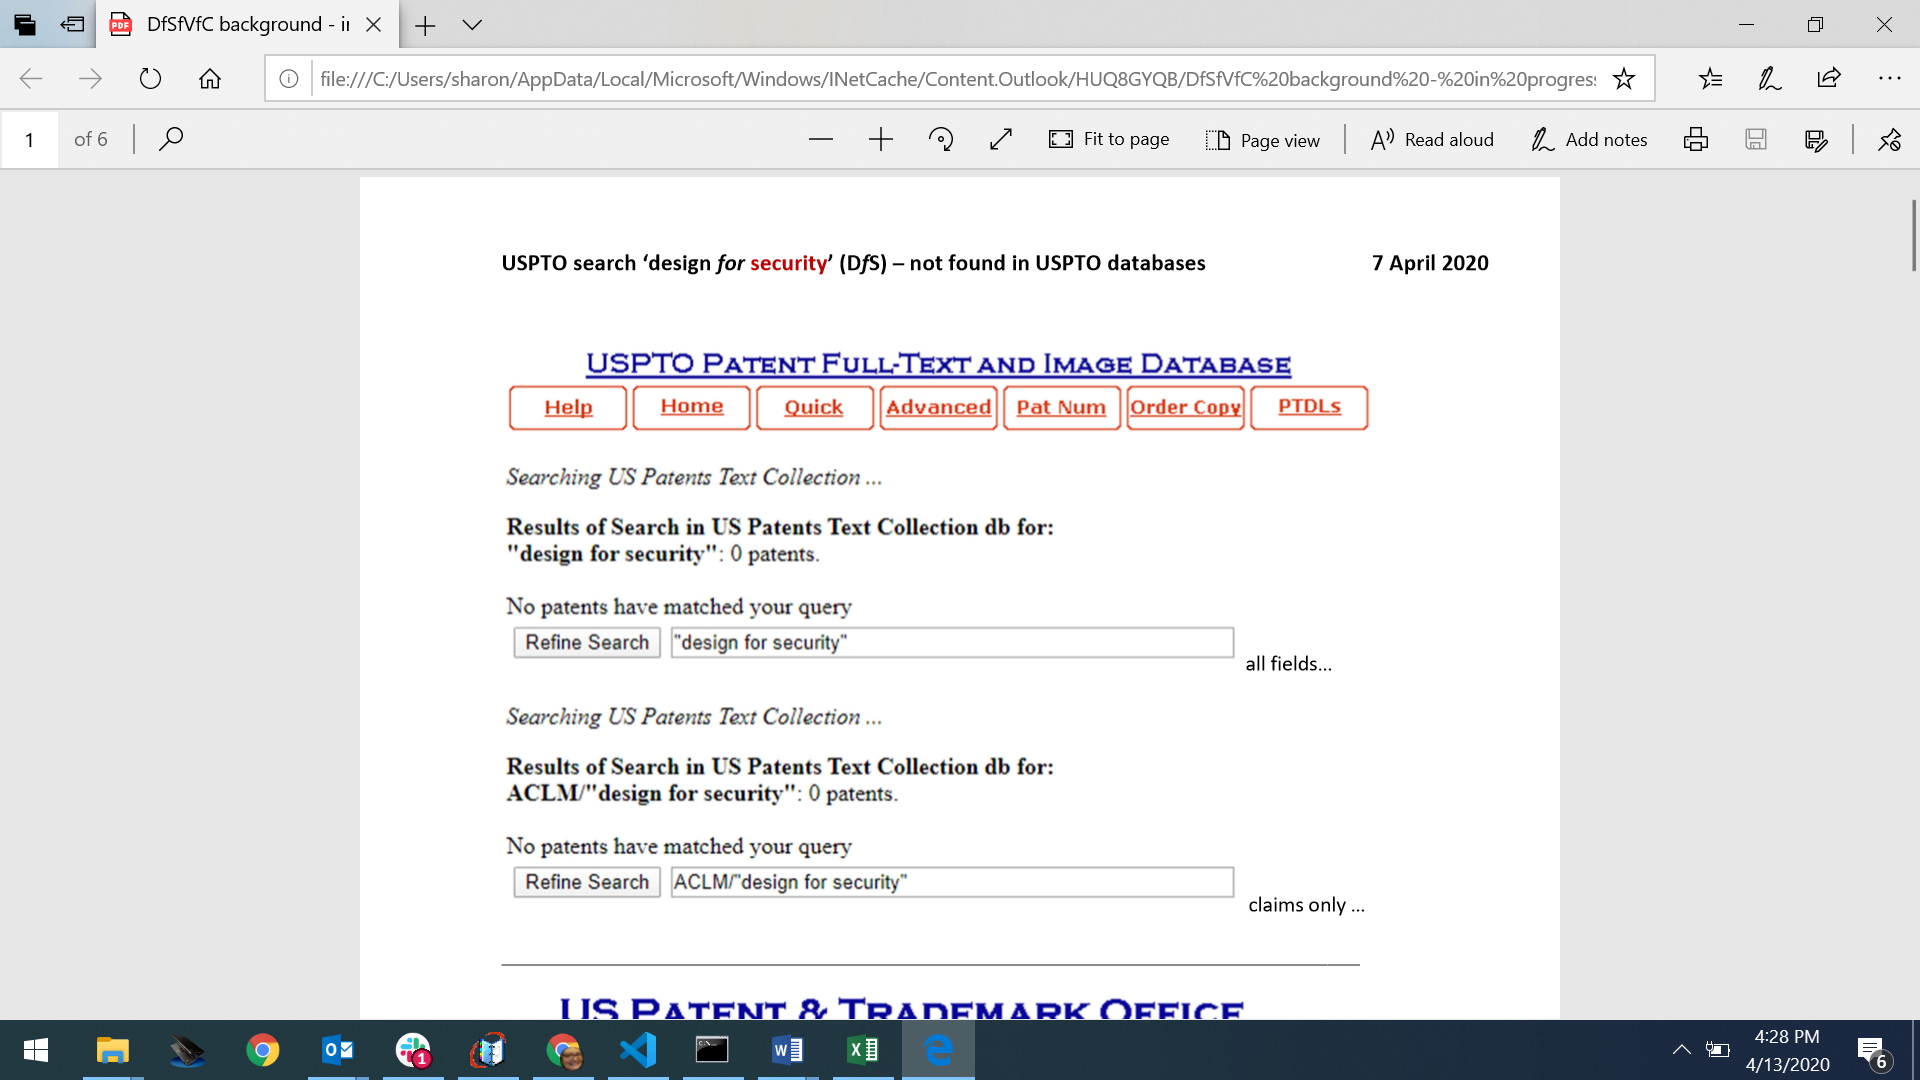 DfSfVfC background - in
file:///C:/Users/sharon/AppData/Local/Microsoft/Windows/INetCache/Content.Outlook/HUQ8GYQB/DfSfVfC%20background%20-%20in%20progress
1 of 6 Fit to page Page view Read aloud Add notes
USPTO search ‘design for security’ (DfS) – not found in USPTO databases 7 April 2020
USPTO PATENT FULL-TEXT AND IMAGE DATABASE
Help Home Quick Advanced Pat Num Order Copy PTDLs
Searching US Patents Text Collection ...
Results of Search in US Patents Text Collection db for:
"design for security": 0 patents.
No patents have matched your query
Refine Search "design for security"
all fields...
Searching US Patents Text Collection ...
Results of Search in US Patents Text Collection db for:
ACLM/"design for security": 0 patents.
No patents have matched your query
Refine Search ACLM/"design for security"
claims only ...
US PATENT & TRADEMARK OFFICE
4:28 PM
4/13/2020
1
6